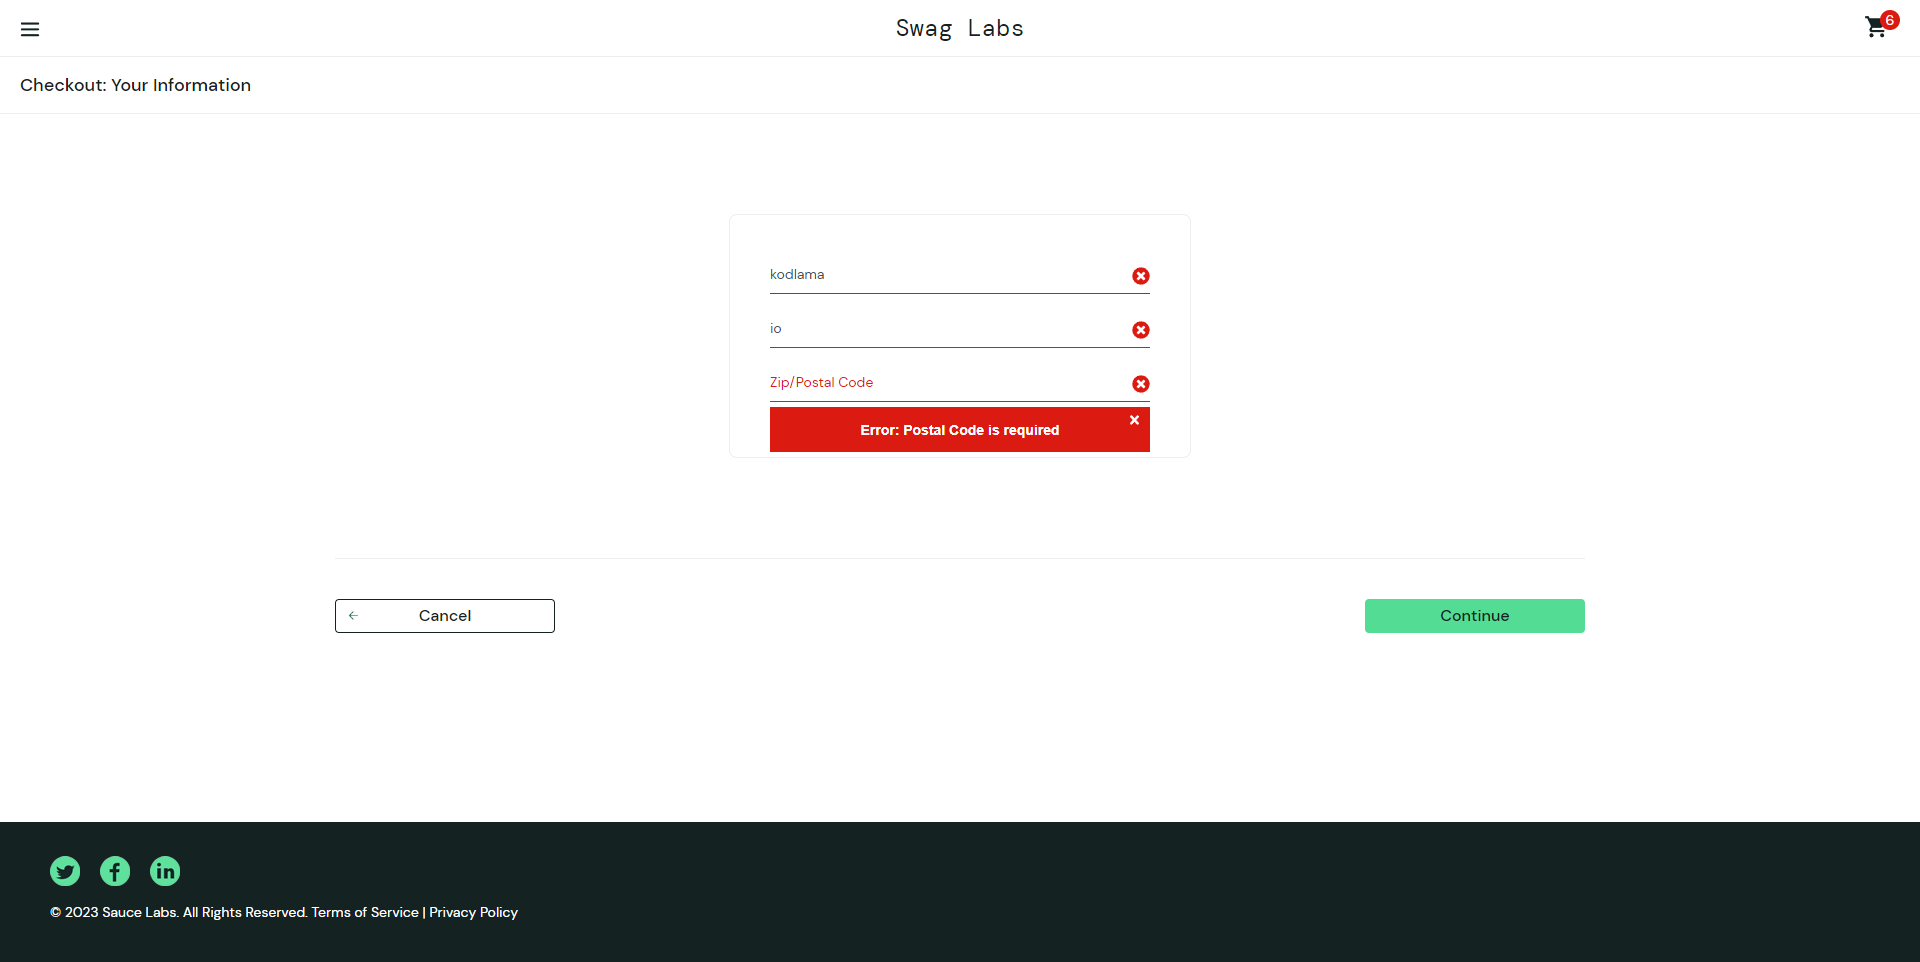 Swag Labs
6
Checkout: Your Information
kodlama
io
Zip/Postal Code
Error: Postal Code is required
Cancel
Continue
© 2023 Sauce Labs. All Rights Reserved. Terms of Service | Privacy Policy